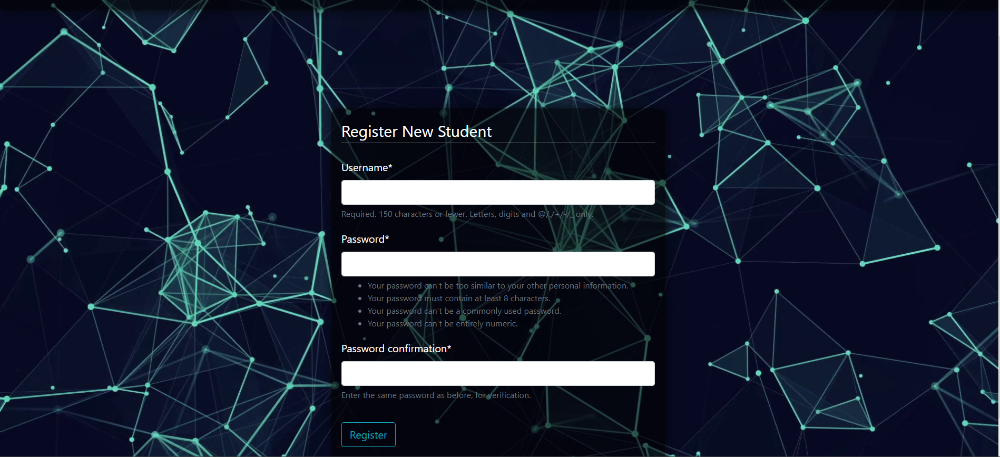 Register New Student
Username*
Required. 150 characters or fewer. Letters, digits and @/./+/-/_ only.
Password*
Your password can’t be too similar to your other personal information.
Your password must contain at least 8 characters.
Your password can’t be a commonly used password.
Your password can’t be entirely numeric.
Password confirmation*
Enter the same password as before, for verification.
Register